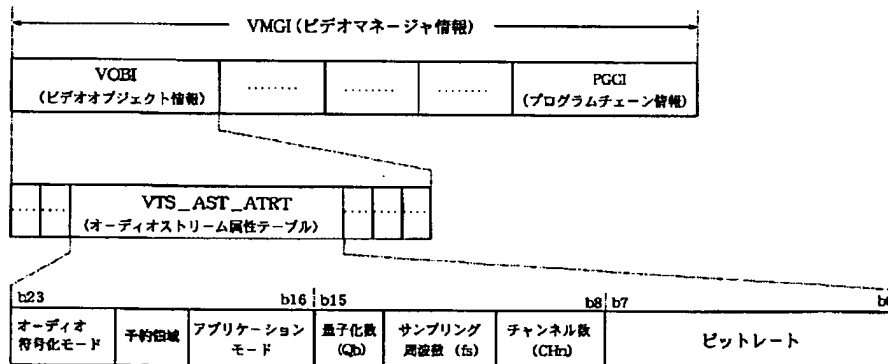 VMGI (ビデオマネージャ情報)
VOBI
(ビデオオブジェクト情報)
........
........
........
PGCI
(プログラムチェーン情報)
VTS_AST_ATRT
(オーディオストリーム属性テーブル)
b23
b16
b15
b8
b7
オーディオ
符号化モード
予約領域
アプリケーション
モード
量子化数
(Qb)
サンプリング
周波数 (fs)
チャンネル数
(CHn)
ビットレート